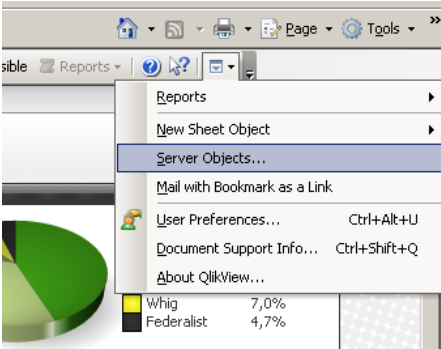 Page Tools »
sible Reports
Reports
New Sheet Object
Server Objects...
Mail with Bookmark as a Link
User Preferences... Ctrl+Alt+U
Document Support Info... Ctrl+Shift+Q
About QlikView...
Whig 7,0%
Federalist 4,7%